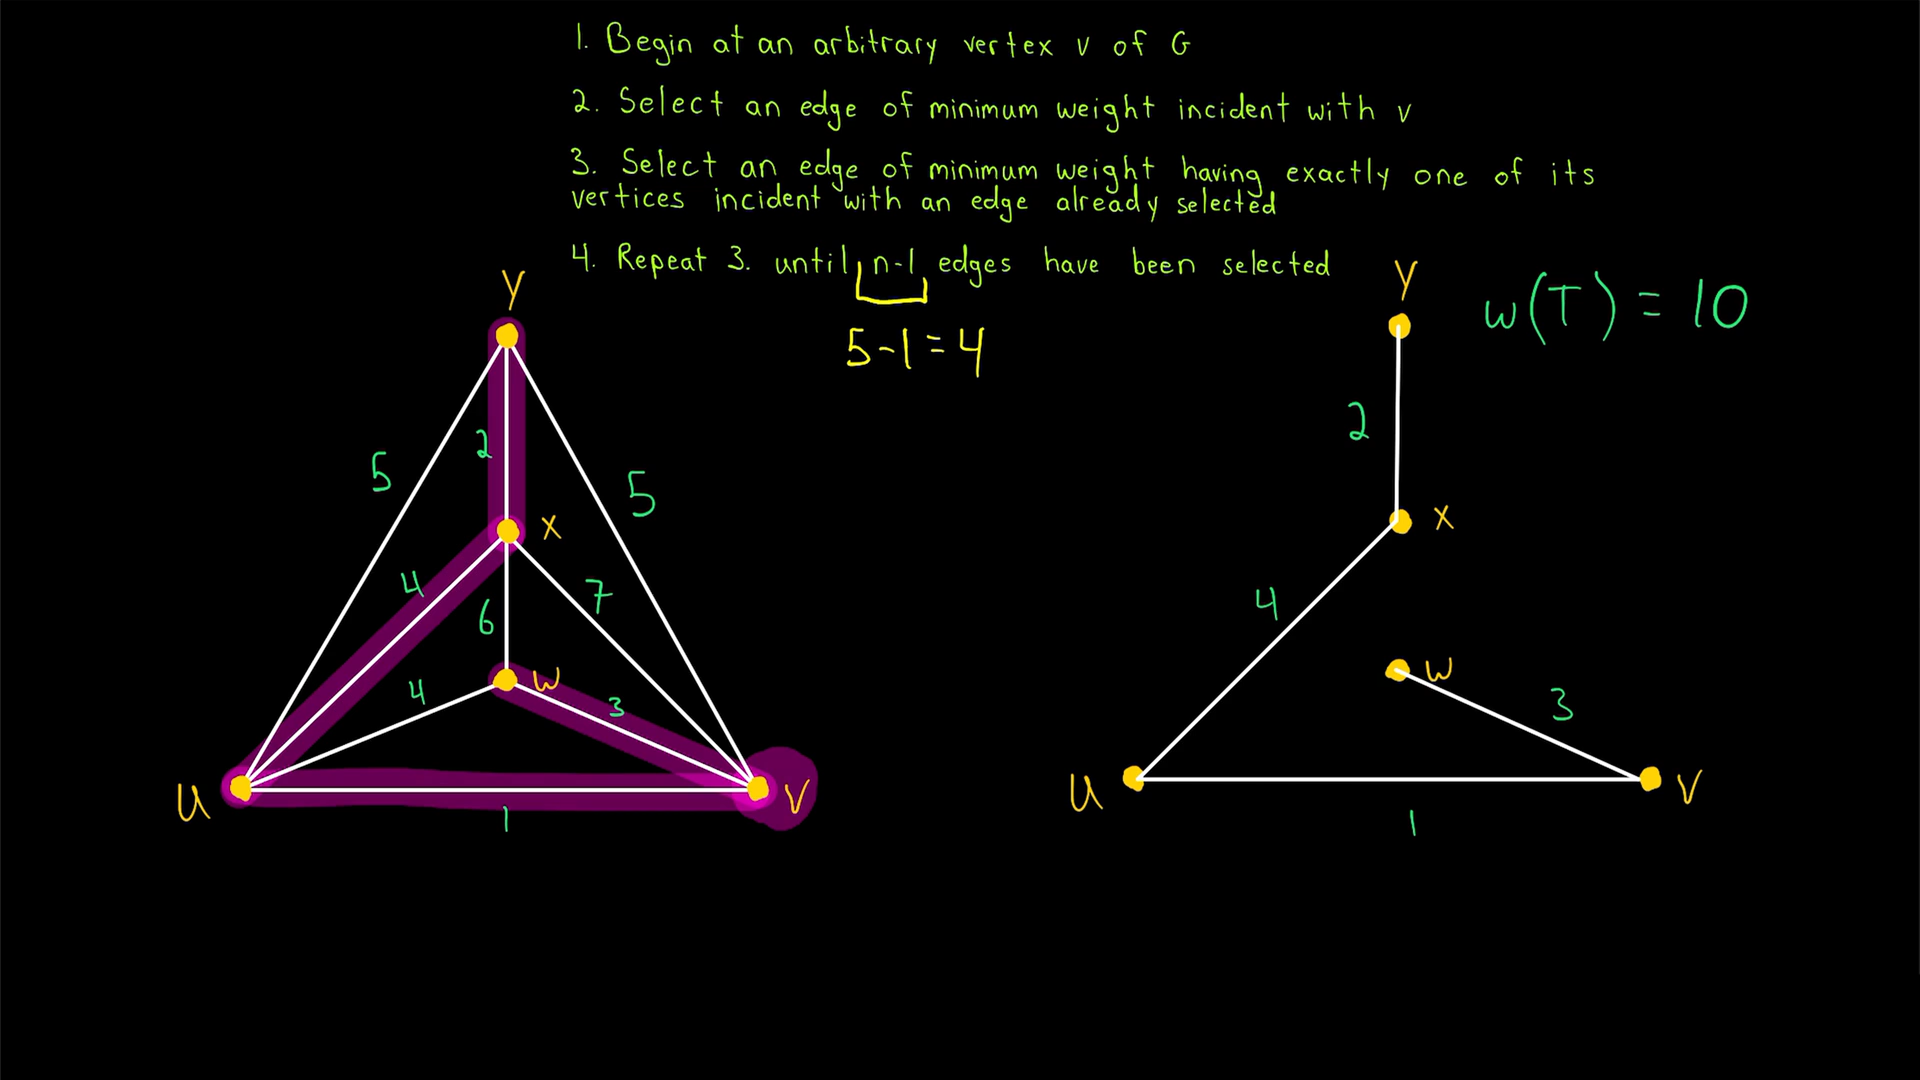 1. Begin at an arbitrary vertex v of G
2. Select an edge of minimum weight incident with v
3. Select an edge of minimum weight having exactly one of its
vertices incident with an edge already selected
4. Repeat 3. until n-1 edges have been selected
5-1=4
y
5
2
5
x
4
6
7
w
4
3
u
v
1
y
w(T) = 10
2
x
4
w
3
u
v
1